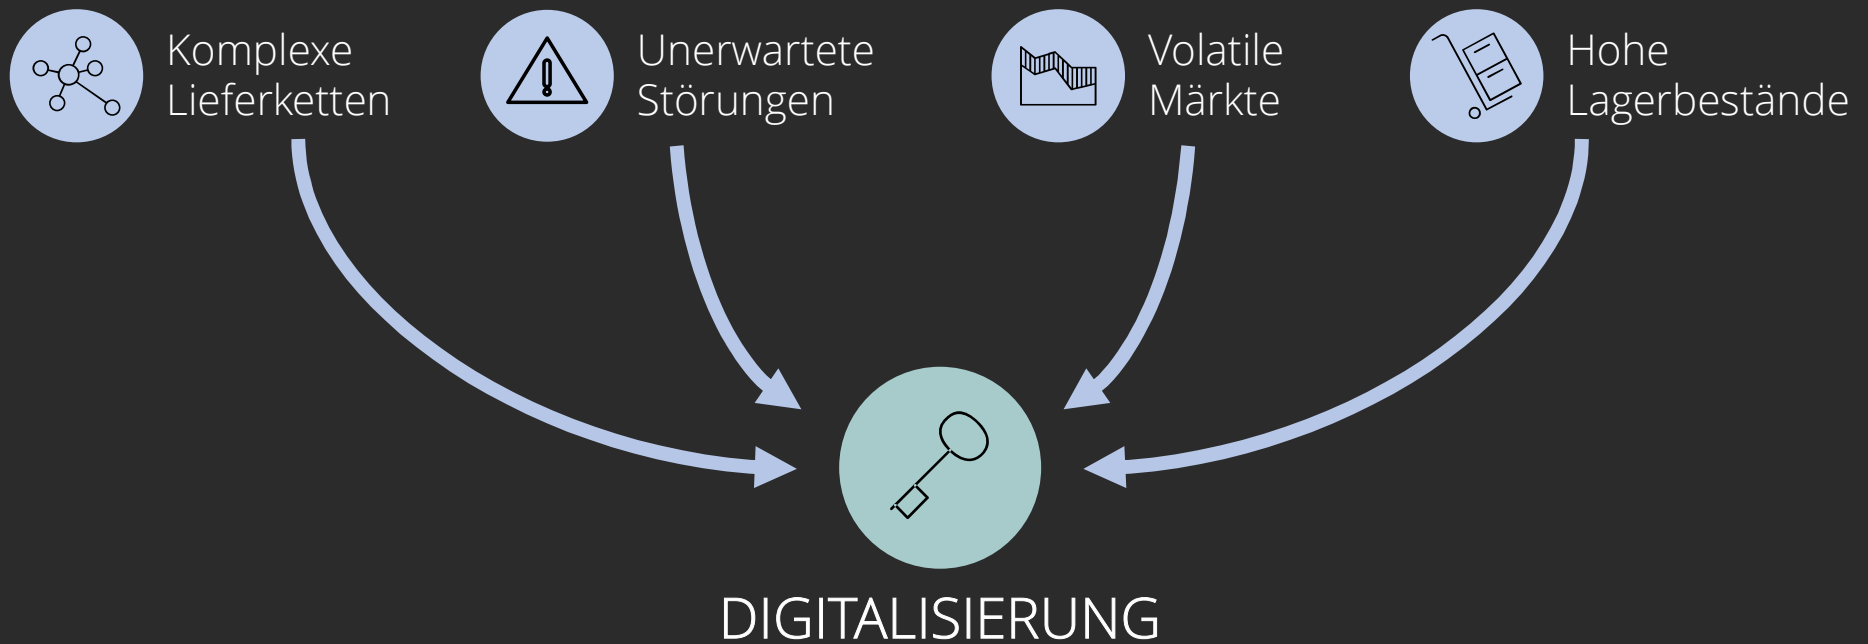 Komplexe
Lieferketten
Unerwartete
Störungen
Volatile
Märkte
Hohe
Lagerbestände
DIGITALISIERUNG